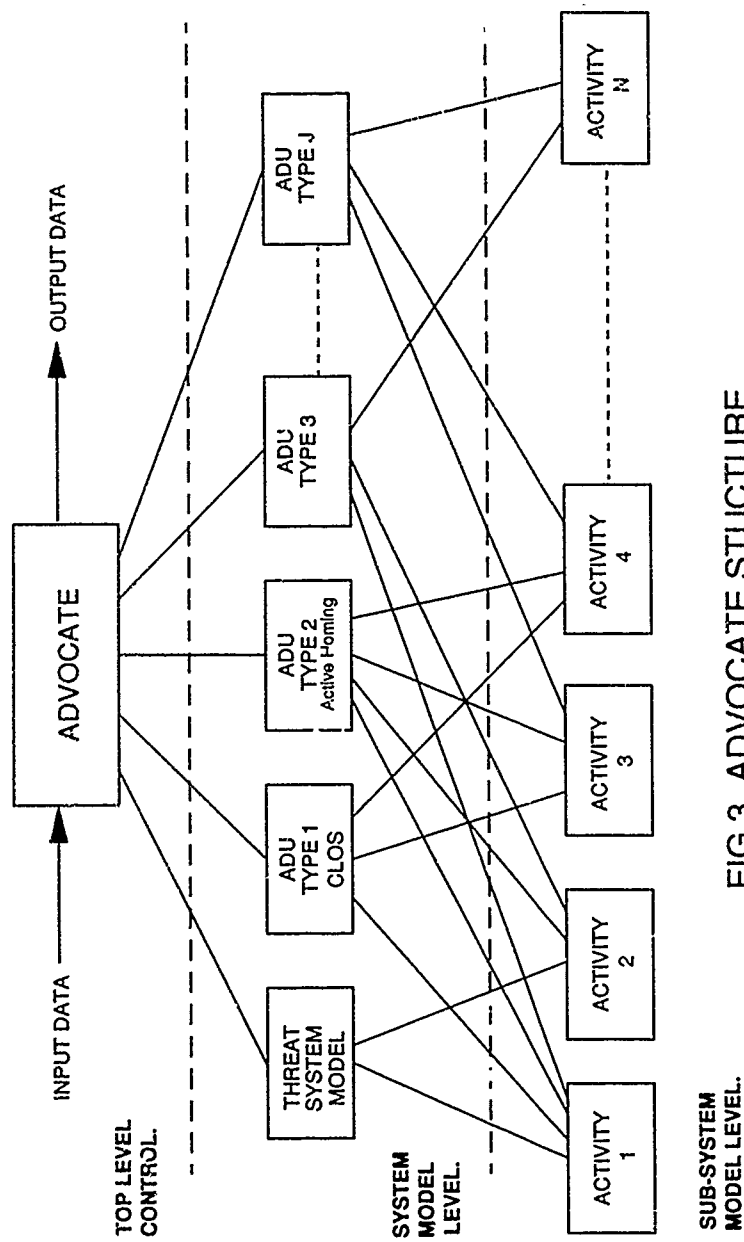 INPUT DATA
ADVOCATE
OUTPUT DATA
TOP LEVEL
CONTROL.
THREAT
SYSTEM
MODEL
ADU
TYPE 1
CLOS
ADU
TYPE 2
Active Homing
ADU
TYPE 3
ADU
TYPE J
SYSTEM
MODEL
LEVEL.
ACTIVITY
1
ACTIVITY
2
ACTIVITY
3
ACTIVITY
4
ACTIVITY
N
SUB-SYSTEM
MODEL LEVEL.
FIG 3 ADVOCATE STUCTURE